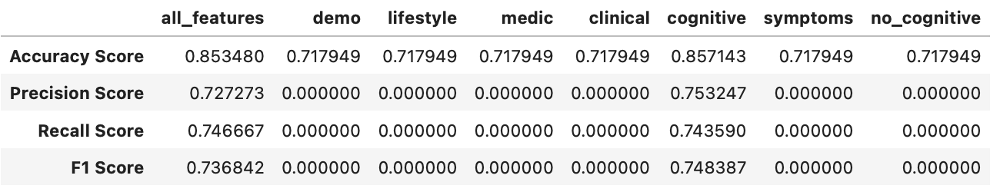 all_features demo lifestyle medic clinical cognitive symptoms no_cognitive
Accuracy Score 0.853480 0.717949 0.717949 0.717949 0.717949 0.857143 0.717949 0.717949
Precision Score 0.727273 0.000000 0.000000 0.000000 0.000000 0.753247 0.000000 0.000000
Recall Score 0.746667 0.000000 0.000000 0.000000 0.000000 0.743590 0.000000 0.000000
F1 Score 0.736842 0.000000 0.000000 0.000000 0.000000 0.748387 0.000000 0.000000